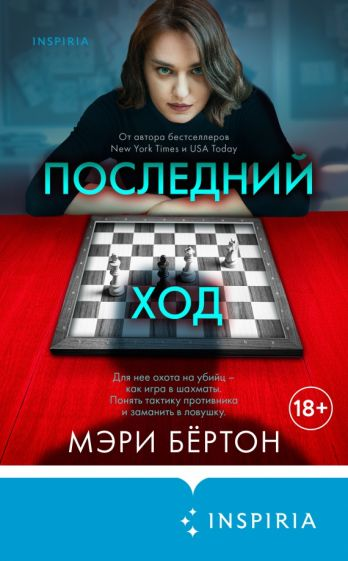 INSPIRIA
От автора бестселлеров
New York Times и USA Today
ПОСЛЕДНИЙ
ХОД
Для нее охота на убийц –
как игра в шахматы.
Понять тактику противника
и заманить в ловушку.
18+
МЭРИ БЁРТОН
INSPIRIA